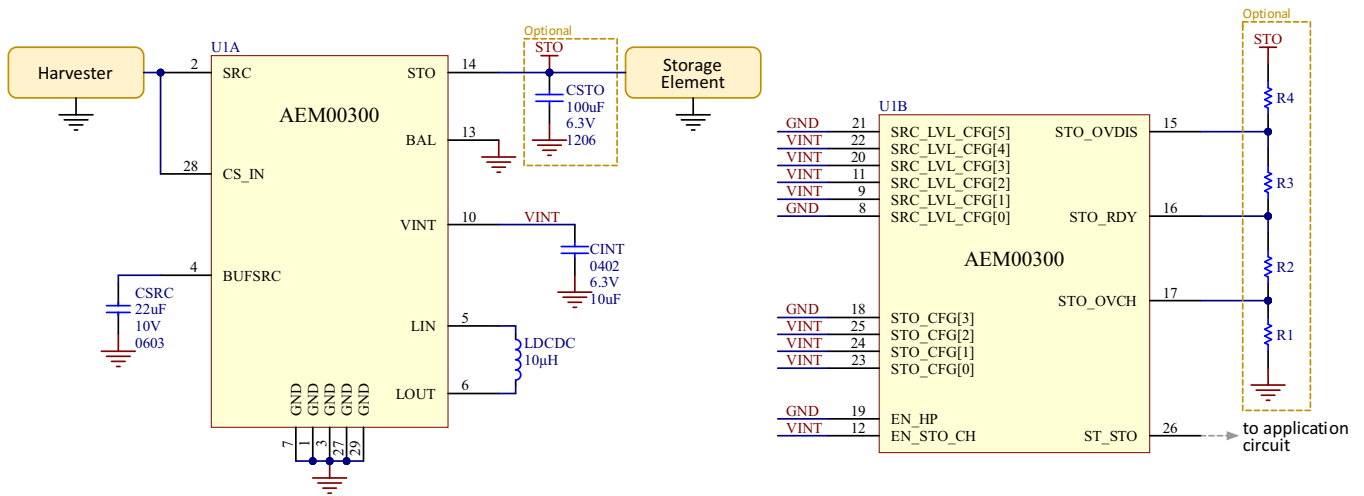 Optional
STO
U1A
Harvester
2
SRC
STO
14
Storage
Element
AEM00300
CSTO
100uF
6.3V
1206
BAL
13
28
CS_IN
VINT
10
VINT
CINT
0402
6.3V
10uF
4
BUFSRC
CSRC
22uF
10V
0603
LIN
5
LDCDC
10µH
LOUT
6
GND
GND
GND
GND
GND
7
1
3
27
29
Optional
STO
R4
U1B
GND 21 SRC_LVL_CFG[5]
VINT 22 SRC_LVL_CFG[4]
VINT 20 SRC_LVL_CFG[3]
VINT 11 SRC_LVL_CFG[2]
VINT 9 SRC_LVL_CFG[1]
GND 8 SRC_LVL_CFG[0]
STO_OVDIS
15
R3
STO_RDY
16
AEM00300
R2
STO_OVCH
17
R1
GND 18 STO_CFG[3]
VINT 25 STO_CFG[2]
VINT 24 STO_CFG[1]
VINT 23 STO_CFG[0]
GND 19 EN_HP
VINT 12 EN_STO_CH
ST_STO
26
to application
circuit